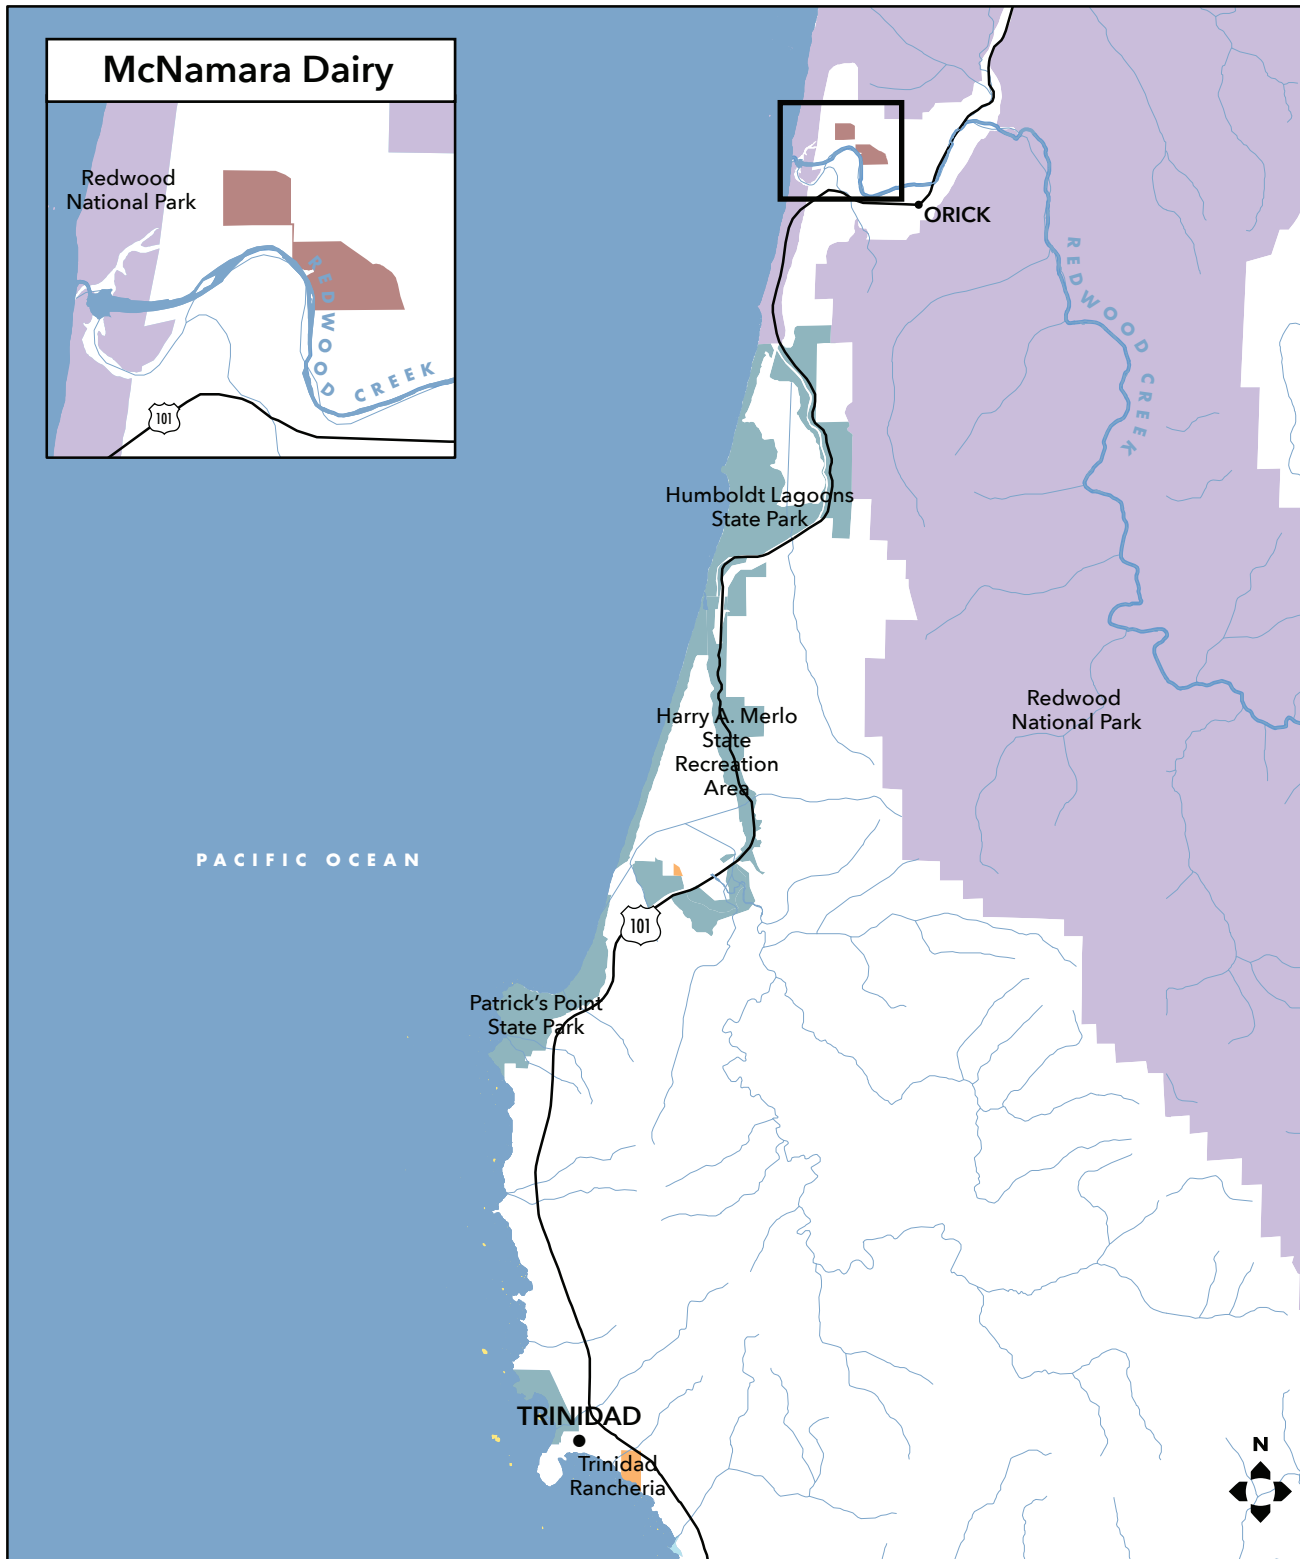 McNamara Dairy
Redwood
National Park
REDWOOD CREEK
101
ORICK
REDWOOD CREEK
Humboldt Lagoons
State Park
Redwood
National Park
Harry A. Merlo
State
Recreation
Area
PACIFIC OCEAN
101
Patrick's Point
State Park
TRINIDAD
Trinidad
Rancheria
N